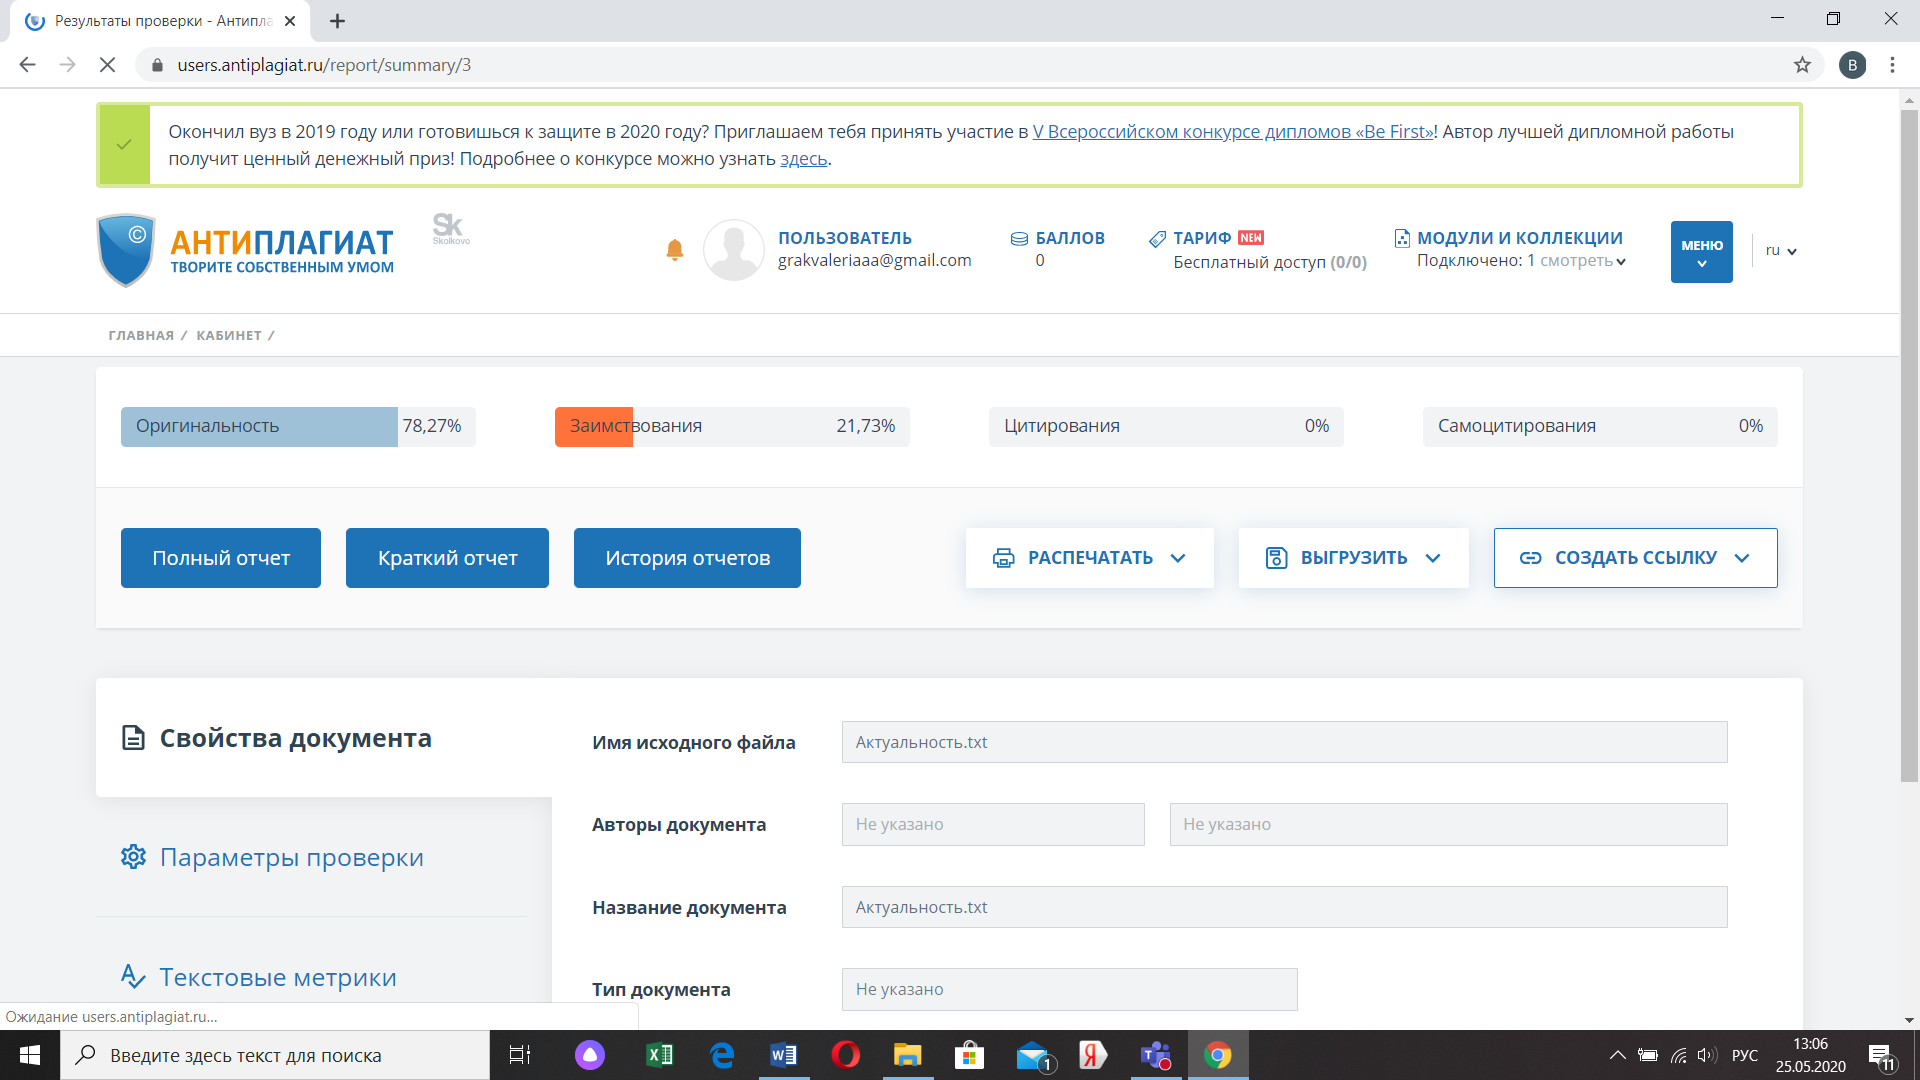 Результаты проверки - Антипла
users.antiplagiat.ru/report/summary/3
B
Окончил вуз в 2019 году или готовишься к защите в 2020 году? Приглашаем тебя принять участие в V Всероссийском конкурсе дипломов «Be First»! Автор лучшей дипломной работы
получит ценный денежный приз! Подробнее о конкурсе можно узнать здесь.
©
АНТИПЛАГИАТ
ТВОРИТЕ СОБСТВЕННЫМ УМОМ
Sk
Skolkovo
ПОЛЬЗОВАТЕЛЬ
grakvaleriaaa@gmail.com
БАЛЛОВ
0
ТАРИФ NEW
Бесплатный доступ (0/0)
МОДУЛИ И КОЛЛЕКЦИИ
Подключено: 1 смотреть
МЕНЮ
ru
ГЛАВНАЯ / КАБИНЕТ /
Оригинальность 78,27%
Заимствования 21,73%
Цитирования 0%
Самоцитирования 0%
Полный отчет
Краткий отчет
История отчетов
РАСПЕЧАТАТЬ
ВЫГРУЗИТЬ
СОЗДАТЬ ССЫЛКУ
Свойства документа
Параметры проверки
Текстовые метрики
Имя исходного файла Актуальность.txt
Авторы документа Не указано Не указано
Название документа Актуальность.txt
Тип документа Не указано
Ожидание users.antiplagiat.ru...
Введите здесь текст для поиска
1
РУС
13:06
25.05.2020
11